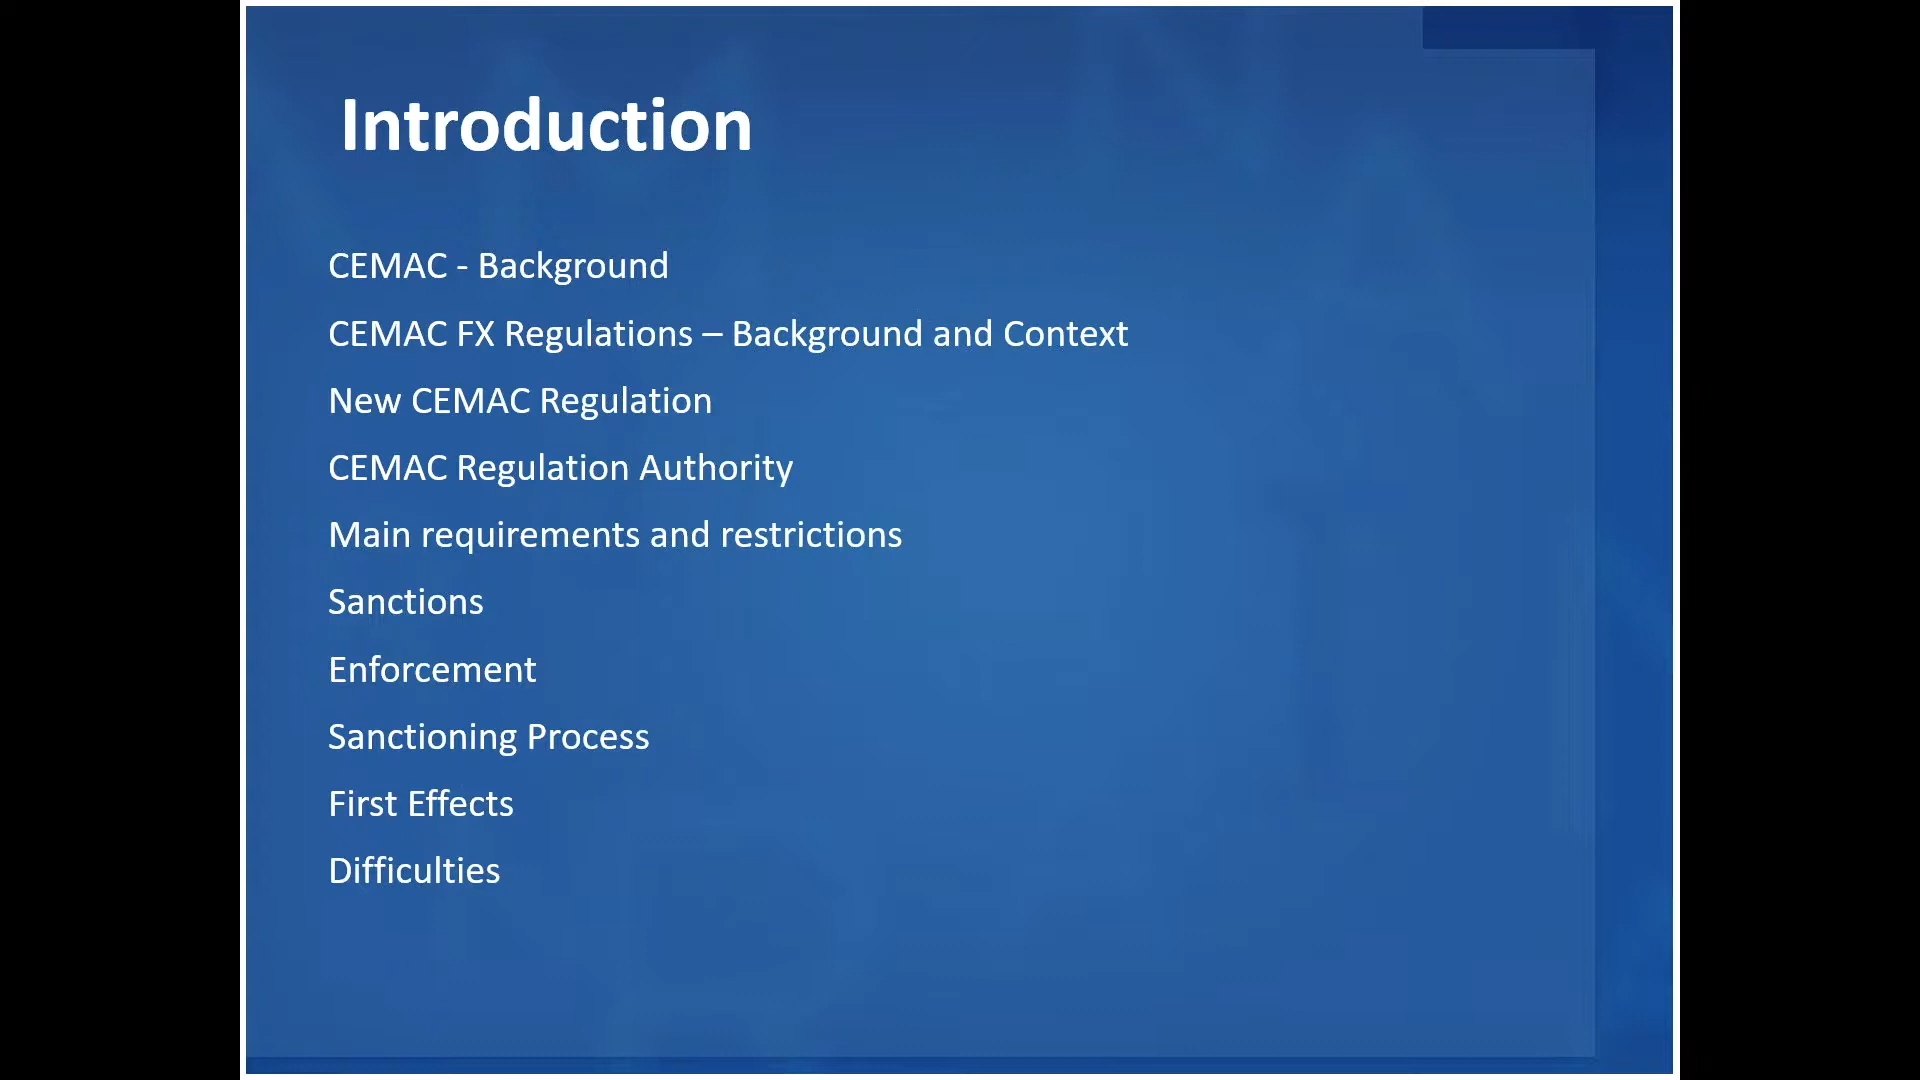 Introduction
CEMAC - Background
CEMAC FX Regulations – Background and Context
New CEMAC Regulation
CEMAC Regulation Authority
Main requirements and restrictions
Sanctions
Enforcement
Sanctioning Process
First Effects
Difficulties